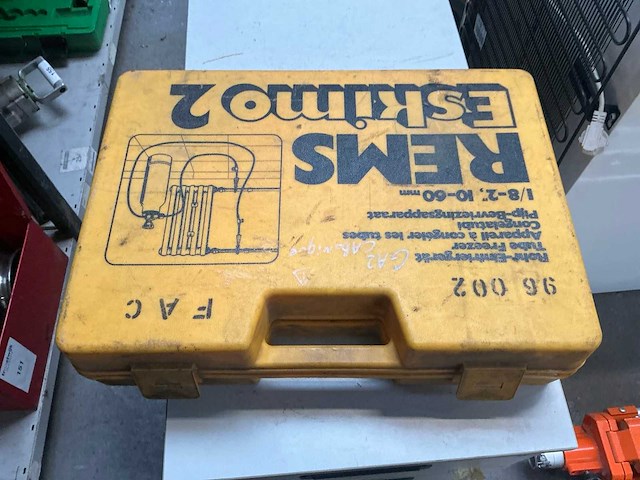 REMS
Eskimo 2
1/8-2", 10-60 mm
Rohr-Einfriergerät
Tube Freezer
Appareil à congeler les tubes
Congelatubi
Pijp-Bevriezingsapparaat
96 002
F A C
151